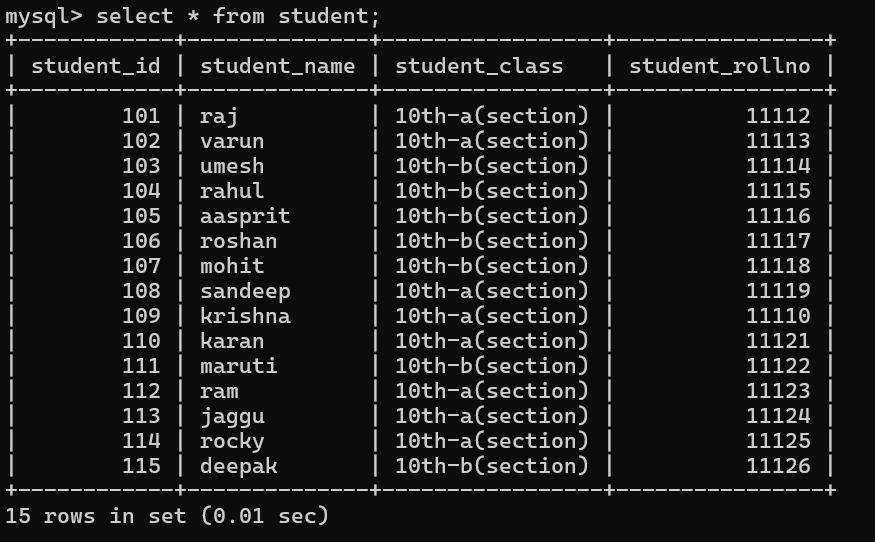 mysql> select * from student;
+------------+--------------+-----------------+----------------+
| student_id | student_name | student_class   | student_rollno |
+------------+--------------+-----------------+----------------+
|        101 | raj          | 10th-a(section) |          11112 |
|        102 | varun        | 10th-a(section) |          11113 |
|        103 | umesh        | 10th-b(section) |          11114 |
|        104 | rahul        | 10th-b(section) |          11115 |
|        105 | aasprit      | 10th-b(section) |          11116 |
|        106 | roshan       | 10th-b(section) |          11117 |
|        107 | mohit        | 10th-b(section) |          11118 |
|        108 | sandeep      | 10th-a(section) |          11119 |
|        109 | krishna      | 10th-a(section) |          11110 |
|        110 | karan        | 10th-a(section) |          11121 |
|        111 | maruti       | 10th-b(section) |          11122 |
|        112 | ram          | 10th-a(section) |          11123 |
|        113 | jaggu        | 10th-a(section) |          11124 |
|        114 | rocky        | 10th-a(section) |          11125 |
|        115 | deepak       | 10th-b(section) |          11126 |
+------------+--------------+-----------------+----------------+
15 rows in set (0.01 sec)